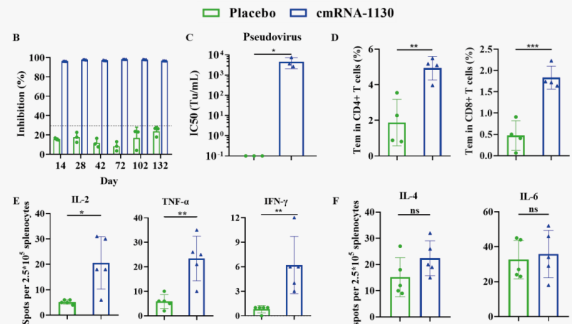 Placebo cmRNA-1130
B
Inhibition (%)
100
80
60
40
20
0
14 28 42 72 102 132
Day
C
Pseudovirus
IC50 (Tu/mL)
10⁴
10³
10²
10¹
10⁰
10⁻¹
*
D
Tem in CD4+ T cells (%)
6
4
2
0
**
Tem in CD8+ T cells (%)
2.5
2.0
1.5
1.0
0.5
0.0
***
E
Spots per 2.5*10⁵ splenocytes
IL-2
40
30
20
10
0
*
TNF-α
40
30
20
10
0
**
IFN-γ
12
9
6
3
0
**
F
Spots per 2.5*10⁵ splenocytes
IL-4
40
30
20
10
0
ns
IL-6
60
40
20
0
ns